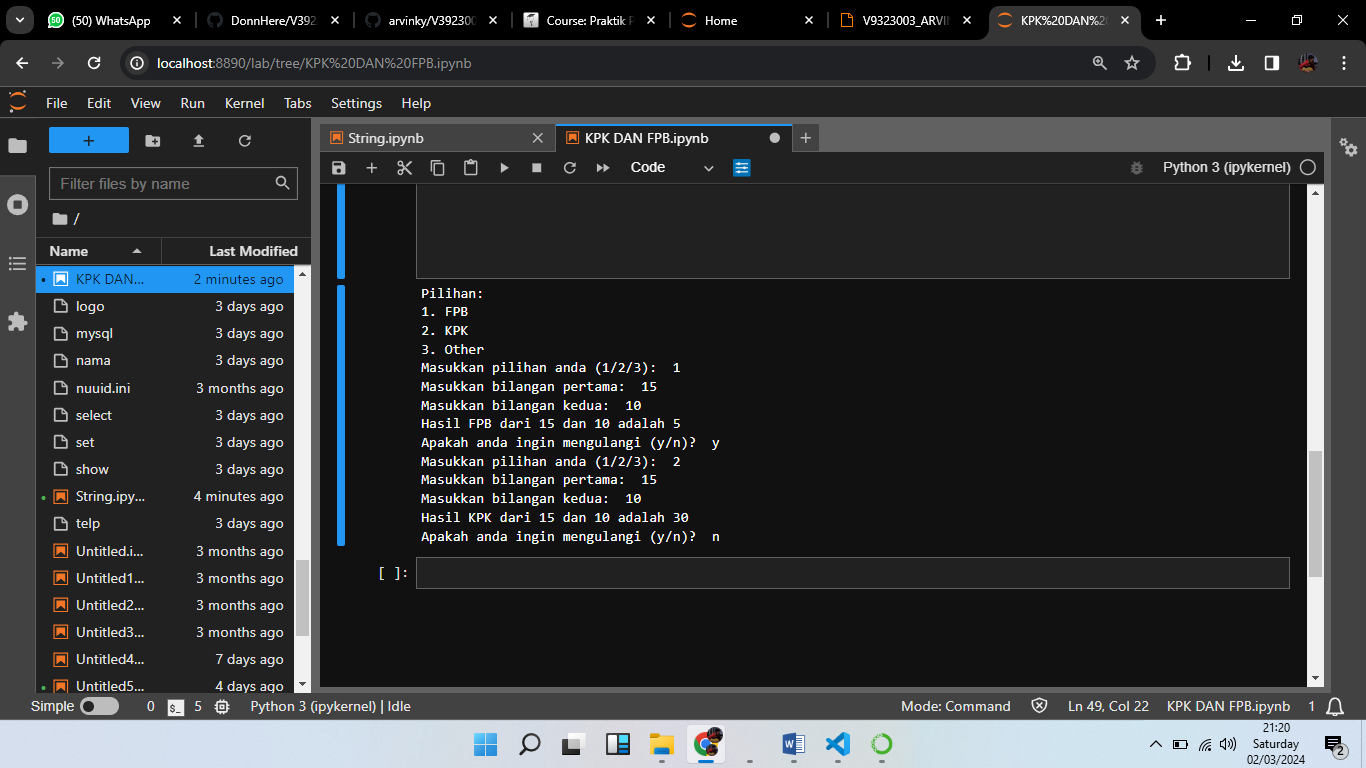 (50) WhatsApp
DonnHere/V392
arvinky/V39230
Course: Praktik P
Home
V9323003_ARVI
KPK%20DAN%2
localhost:8890/lab/tree/KPK%20DAN%20FPB.ipynb
File Edit View Run Kernel Tabs Settings Help
Filter files by name
/
Name Last Modified
KPK DAN... 2 minutes ago
logo 3 days ago
mysql 3 days ago
nama 3 days ago
nuuid.ini 3 months ago
select 3 days ago
set 3 days ago
show 3 days ago
String.ipy... 4 minutes ago
telp 3 days ago
Untitled.i... 3 months ago
Untitled1... 3 months ago
Untitled2... 3 months ago
Untitled3... 3 months ago
Untitled4... 7 days ago
Untitled5... 4 days ago
String.ipynb
KPK DAN FPB.ipynb
Code
Python 3 (ipykernel)
Pilihan:
1. FPB
2. KPK
3. Other
Masukkan pilihan anda (1/2/3):  1
Masukkan bilangan pertama:  15
Masukkan bilangan kedua:  10
Hasil FPB dari 15 dan 10 adalah 5
Apakah anda ingin mengulangi (y/n)?  y
Masukkan pilihan anda (1/2/3):  2
Masukkan bilangan pertama:  15
Masukkan bilangan kedua:  10
Hasil KPK dari 15 dan 10 adalah 30
Apakah anda ingin mengulangi (y/n)?  n
[ ]:
Simple 0 $_ 5 Python 3 (ipykernel) | Idle Mode: Command Ln 49, Col 22 KPK DAN FPB.ipynb 1
21:20
Saturday
02/03/2024
2